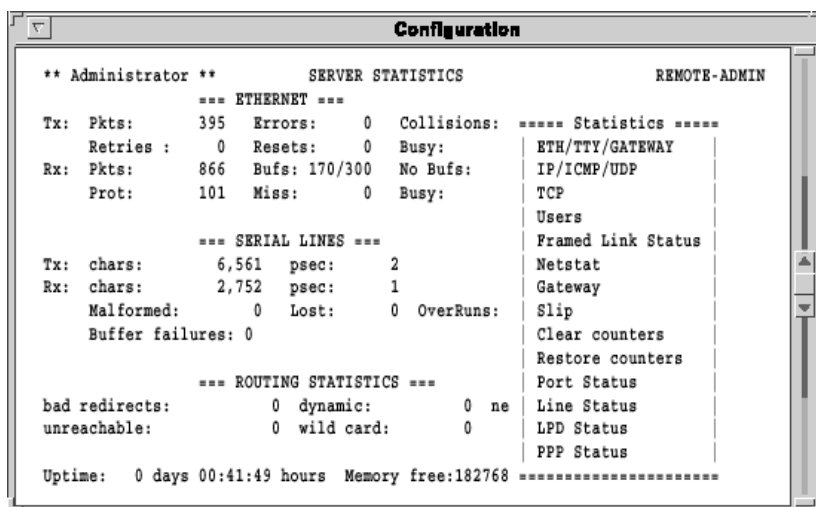 Configuration
** Administrator ** SERVER STATISTICS REMOTE-ADMIN
=== ETHERNET ===
Tx: Pkts: 395 Errors: 0 Collisions: ===== Statistics =====
Retries : 0 Resets: 0 Busy: | ETH/TTY/GATEWAY |
Rx: Pkts: 866 Bufs: 170/300 No Bufs: | IP/ICMP/UDP |
Prot: 101 Miss: 0 Busy: | TCP |
| Users |
=== SERIAL LINES === | Framed Link Status |
Tx: chars: 6,561 psec: 2 | Netstat |
Rx: chars: 2,752 psec: 1 | Gateway |
Malformed: 0 Lost: 0 OverRuns: | Slip |
Buffer failures: 0 | Clear counters |
| Restore counters |
=== ROUTING STATISTICS === | Port Status |
bad redirects: 0 dynamic: 0 ne | Line Status |
unreachable: 0 wild card: 0 | LPD Status |
| PPP Status |
Uptime: 0 days 00:41:49 hours Memory free:182768 =======================